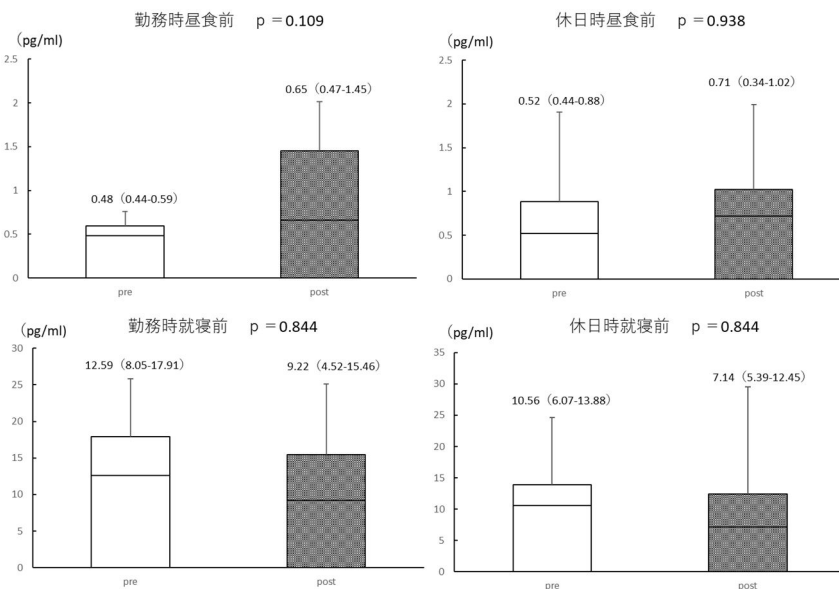 勤務時昼食前 p=0.109
(pg/ml)
2.5
2
1.5
1
0.5
0
0.48（0.44-0.59）
0.65（0.47-1.45）
pre
post
休日時昼食前 p=0.938
(pg/ml)
2.5
2
1.5
1
0.5
0
0.52（0.44-0.88）
0.71（0.34-1.02）
pre
post
勤務時就寝前 p=0.844
(pg/ml)
30
25
20
15
10
5
0
12.59（8.05-17.91）
9.22（4.52-15.46）
pre
post
休日時就寝前 p=0.844
(pg/ml)
35
30
25
20
15
10
5
0
10.56（6.07-13.88）
7.14（5.39-12.45）
pre
post